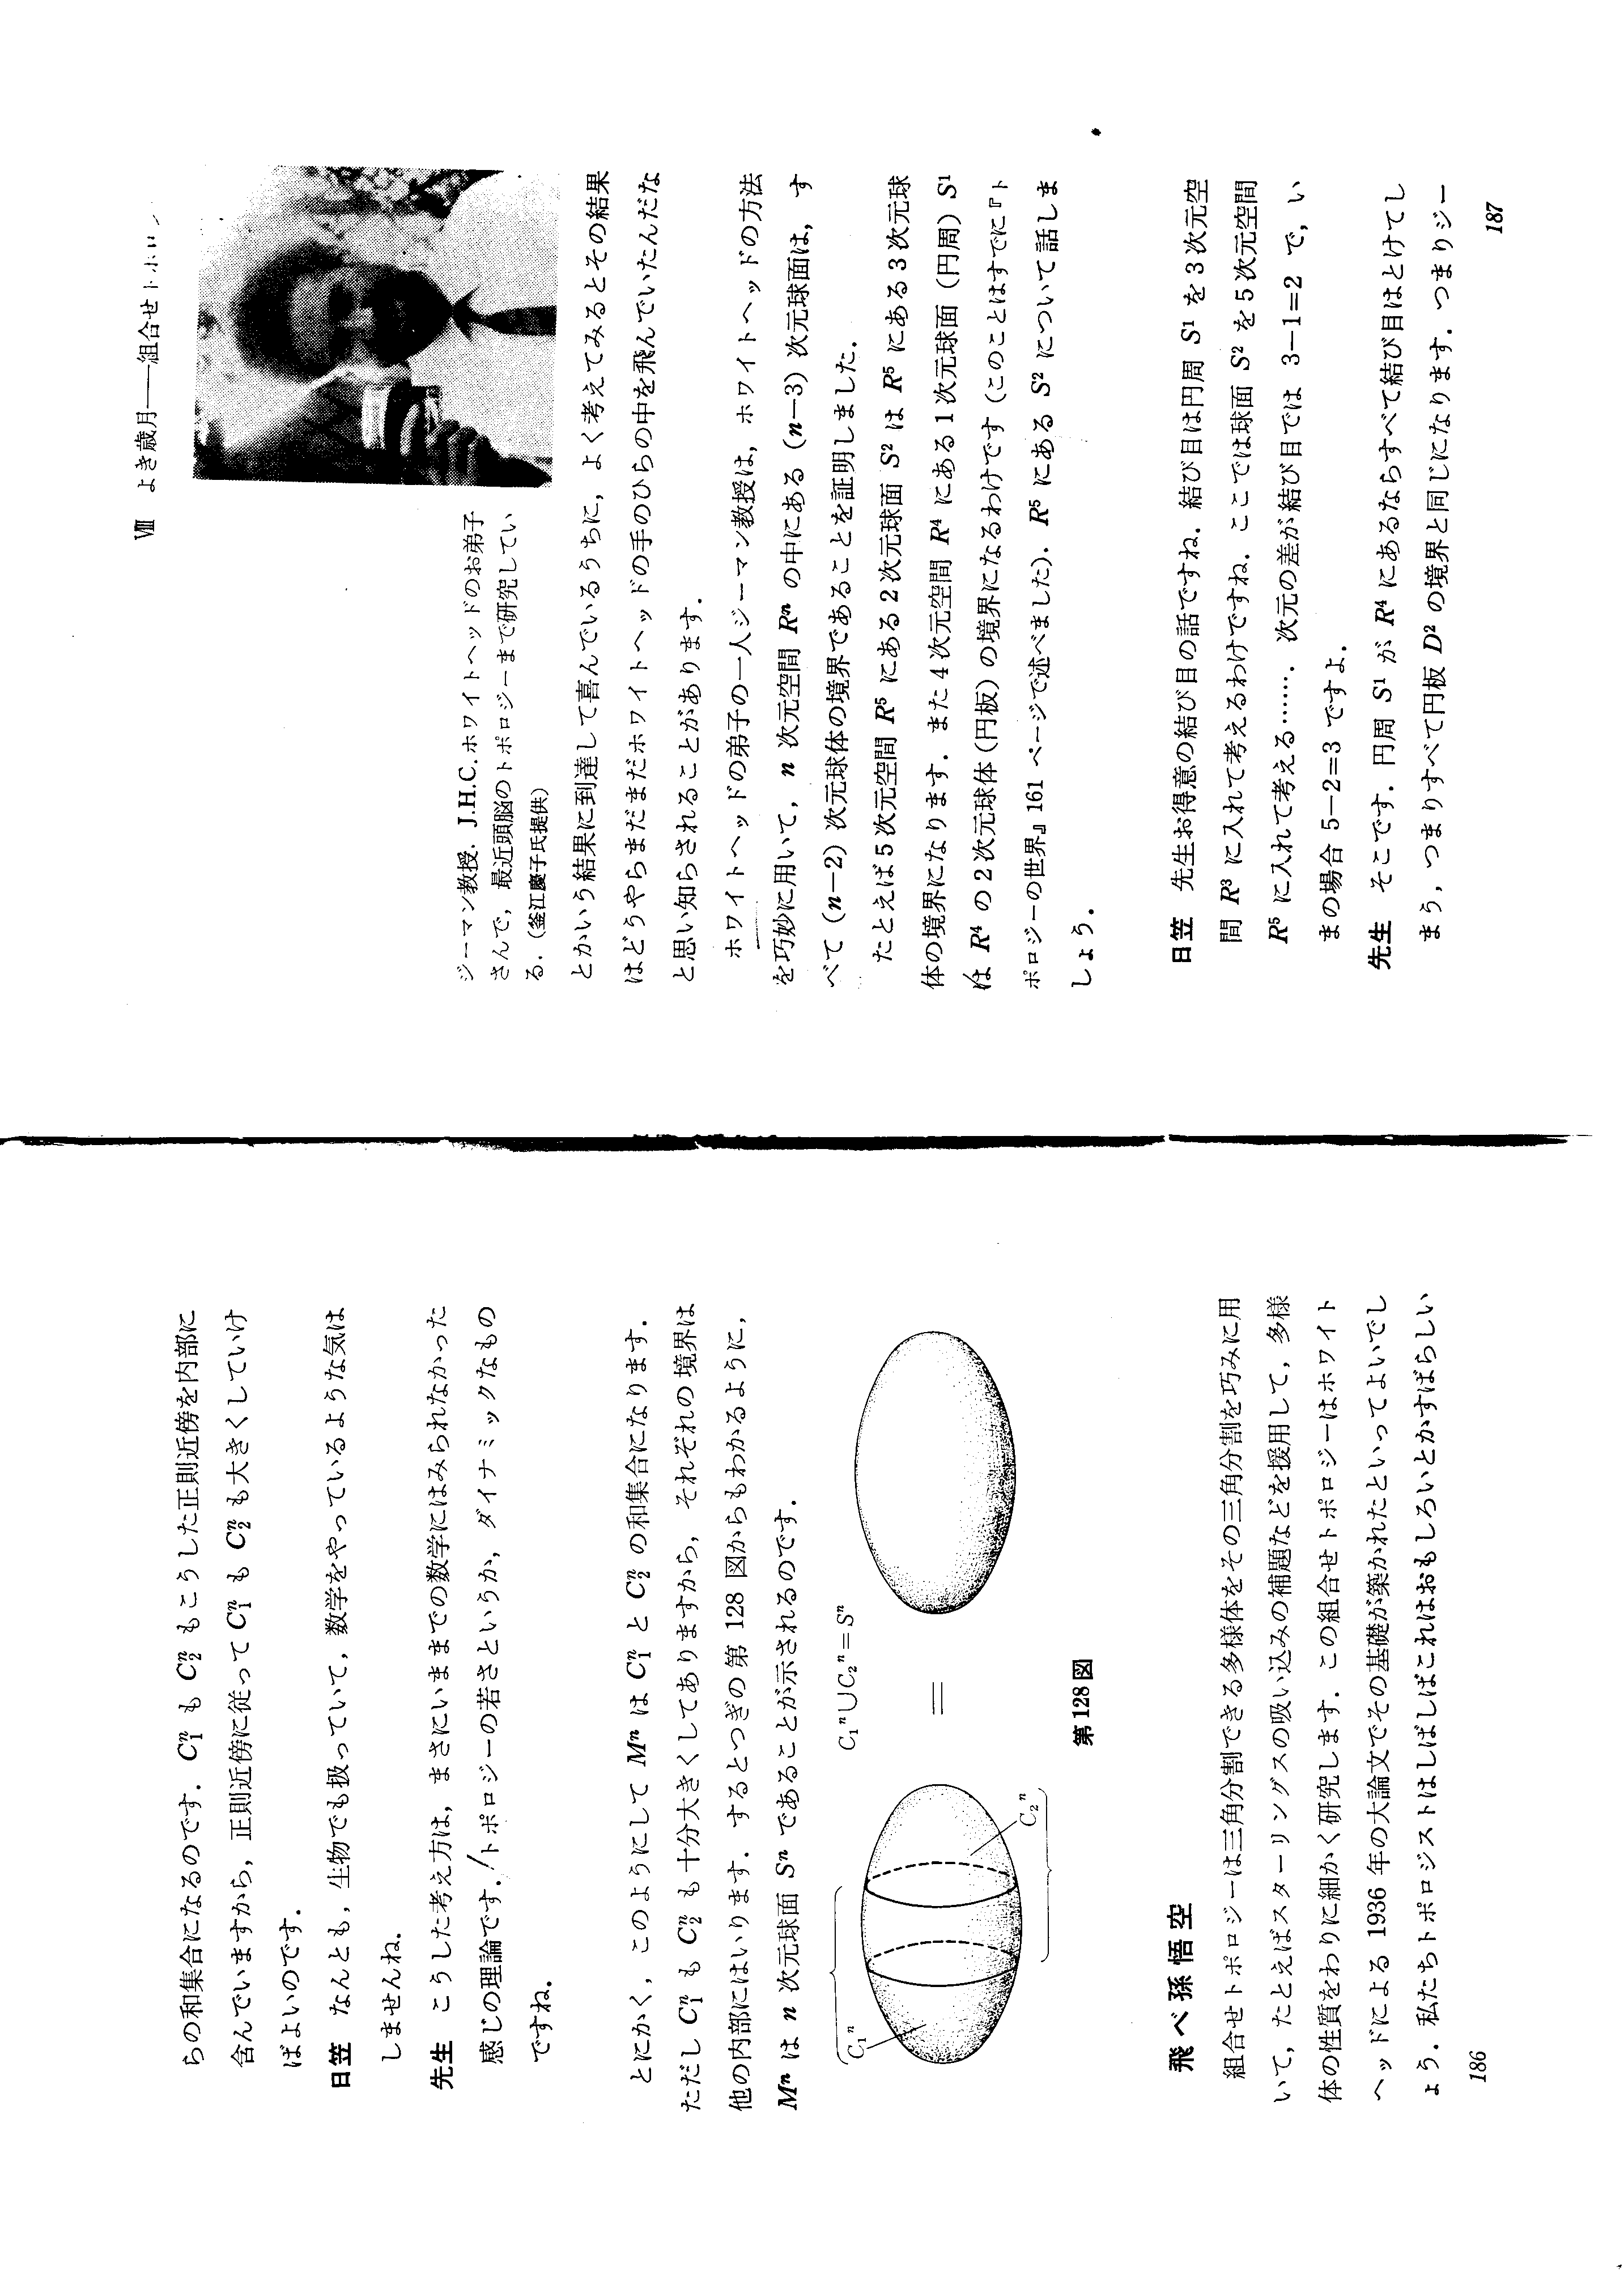 らの和集合になるのです．C₁ⁿ も C₂ⁿ もこうした正則近傍を内部に
含んでいますから，正則近傍に従って C₁ⁿ も C₂ⁿ も大きくしていけ
ばよいのです．
日笠　なんとも，生物でも扱っていて，数学をやっているような気は
しませんね．
先生　こうした考え方は，まさにいままでの数学にはみられなかった
感じの理論です．トポロジーの若さというか，ダイナミックなもの
ですね．
とにかく，このようにして Mⁿ は C₁ⁿ と C₂ⁿ の和集合になります．
ただし C₁ⁿ も C₂ⁿ も十分大きくしてありますから，それぞれの境界は
他の内部にはいります．するとつぎの第 128 図からもわかるように，
Mⁿ は n 次元球面 Sⁿ であることが示されるのです．
C₁ⁿ
C₂ⁿ
C₁ⁿ∪C₂ⁿ=Sⁿ
=
第128図
飛べ孫悟空
組合せトポロジーは三角分割できる多様体をその三角分割を巧みに用
いて，たとえばスターリングスの吸い込みの補題などを援用して，多様
体の性質をわりに細かく研究します．この組合せトポロジーはホワイト
ヘッドによる 1936 年の大論文でその基礎が築かれたといってよいでし
ょう．私たちトポロジストはしばしばこれはおもしろいとかすばらしい
186
Ⅷ　よき歳月——組合せトポロ
ジーマン教授．J.H.C.ホワイトヘッドのお弟子
さんで，最近頭脳のトポロジーまで研究してい
る．（釜江慶子氏提供）
とかいう結果に到達して喜んでいるうちに，よく考えてみるとその結果
はどうやらまだまだホワイトヘッドの手のひらの中を飛んでいたんだな
と思い知らされることがあります．
ホワイトヘッドの弟子の一人ジーマン教授は，ホワイトヘッドの方法
を巧妙に用いて，n 次元空間 Rⁿ の中にある (n−3) 次元球面は，す
べて (n−2) 次元球体の境界であることを証明しました．
たとえば 5 次元空間 R⁵ にある 2 次元球面 S² は R⁵ にある 3 次元球
体の境界になります．また 4 次元空間 R⁴ にある 1 次元球面（円周）S¹
は R⁴ の 2 次元球体（円板）の境界になるわけです（このことはすでに『ト
ポロジーの世界』161 ページで述べました）．R⁵ にある S² について話しま
しょう．
日笠　先生お得意の結び目の話ですね．結び目は円周 S¹ を 3 次元空
間 R³ に入れて考えるわけですね．ここでは球面 S² を 5 次元空間
R⁵ に入れて考える……．次元の差が結び目では 3−1=2 で，い
まの場合 5−2=3 ですよ．
先生　そこです．円周 S¹ が R⁴ にあるならすべて結び目はとけてし
まう，つまりすべて円板 D² の境界と同じになります．つまりジー
187